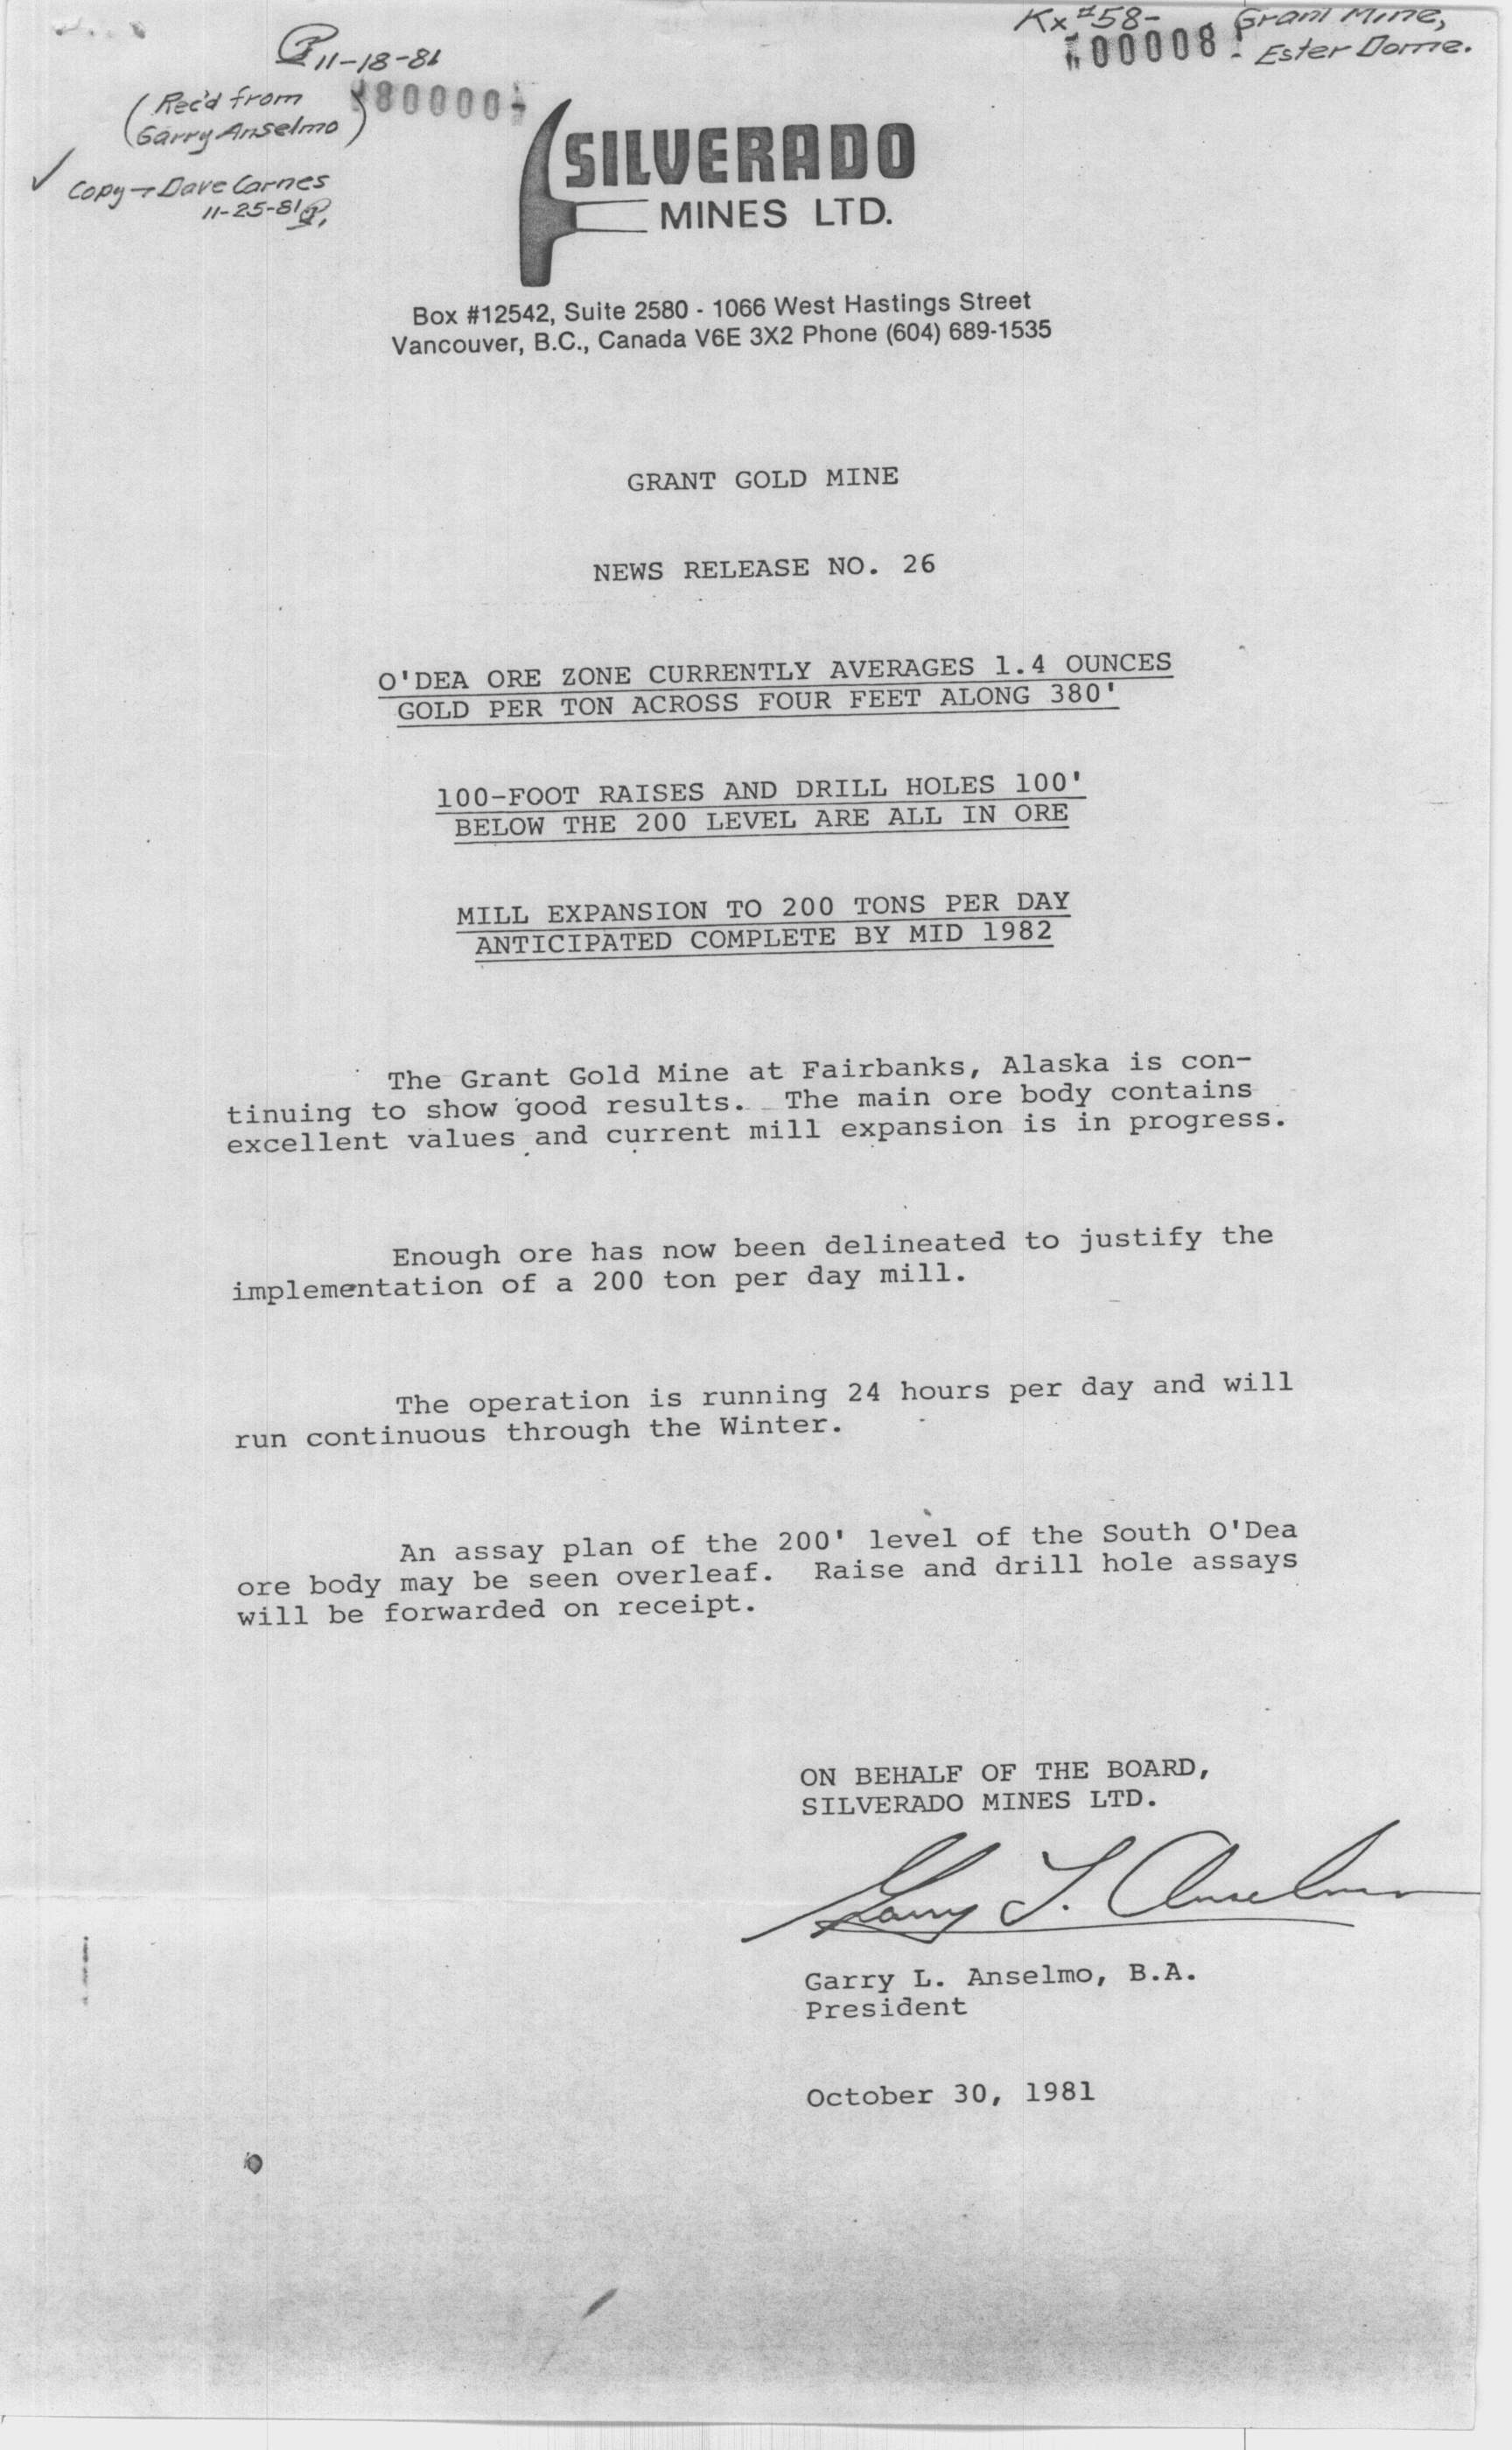 Kx #58- Grant Mine,
Ester Dome.
11-18-81
(Rec'd from
Garry Anselmo)
✓ Copy → Dave Carnes
11-25-81
SILVERADO
MINES LTD.
Box #12542, Suite 2580 - 1066 West Hastings Street
Vancouver, B.C., Canada V6E 3X2 Phone (604) 689-1535
GRANT GOLD MINE
NEWS RELEASE NO. 26
O'DEA ORE ZONE CURRENTLY AVERAGES 1.4 OUNCES
GOLD PER TON ACROSS FOUR FEET ALONG 380'
100-FOOT RAISES AND DRILL HOLES 100'
BELOW THE 200 LEVEL ARE ALL IN ORE
MILL EXPANSION TO 200 TONS PER DAY
ANTICIPATED COMPLETE BY MID 1982
The Grant Gold Mine at Fairbanks, Alaska is con-
tinuing to show good results. The main ore body contains
excellent values and current mill expansion is in progress.
Enough ore has now been delineated to justify the
implementation of a 200 ton per day mill.
The operation is running 24 hours per day and will
run continuous through the Winter.
An assay plan of the 200' level of the South O'Dea
ore body may be seen overleaf. Raise and drill hole assays
will be forwarded on receipt.
ON BEHALF OF THE BOARD,
SILVERADO MINES LTD.
Garry L. Anselmo
Garry L. Anselmo, B.A.
President
October 30, 1981